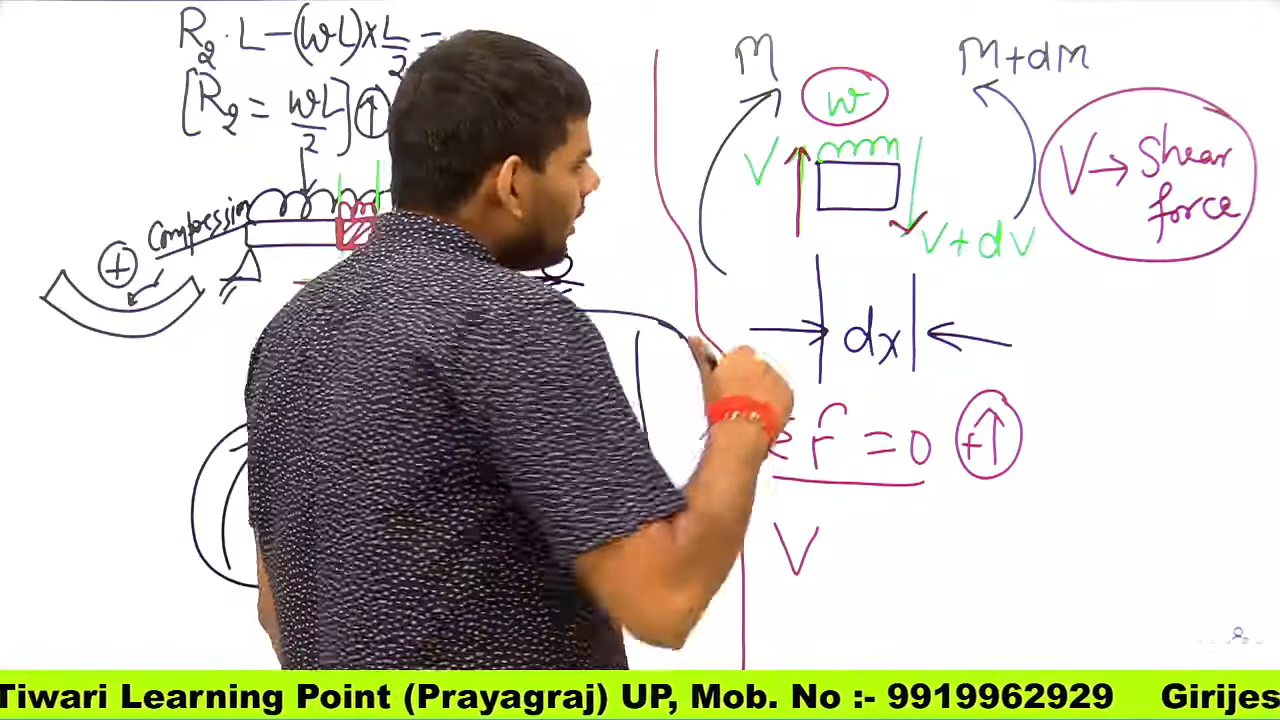 R₂ · L − (wL) × L/2 =
[R₂ = wL/2] ↑
Compression
+
M
M+dM
w
V
V+dV
V → Shear
force
dx
Σf = 0 +↑
V
Tiwari Learning Point (Prayagraj) UP, Mob. No :- 9919962929 Girijes